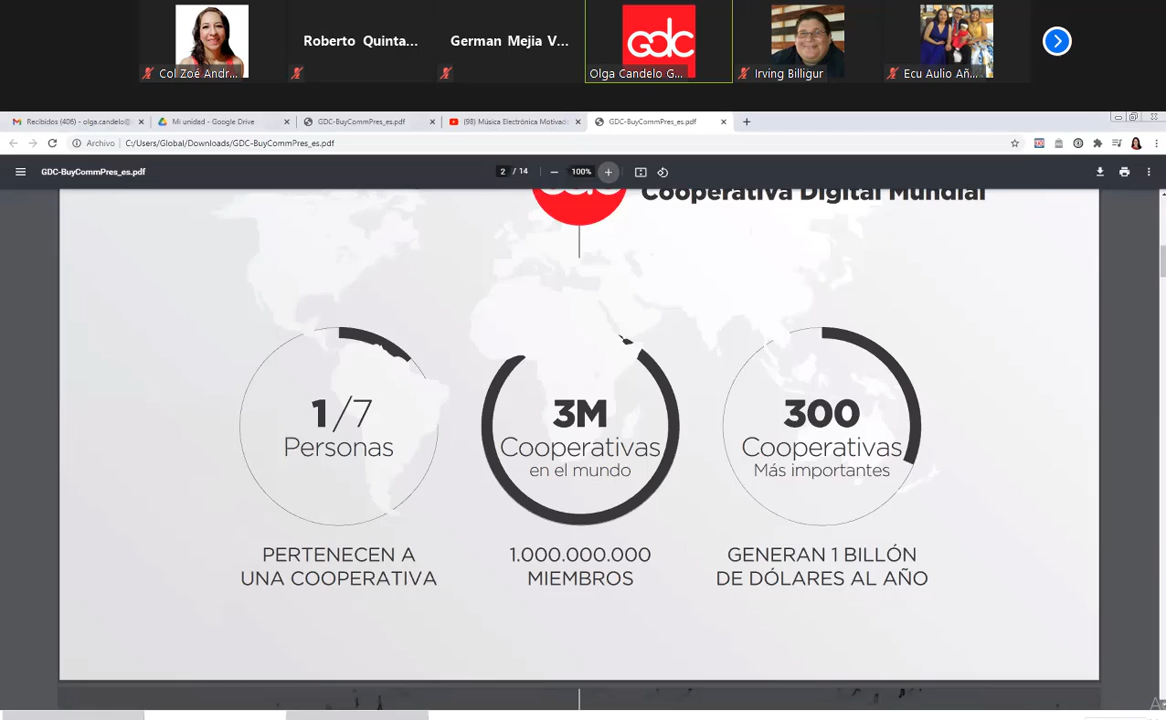 gdc
Col Zoé Andr...
Roberto Quinta...
German Mejia V...
Olga Candelo G...
Irving Billigur
Ecu Aulio Añ...
Recibidos (406) - olga.candelo@
Mi unidad - Google Drive
GDC-BuyCommPres_es.pdf
(98) Música Electrónica Motivac
GDC-BuyCommPres_es.pdf
Archivo
C:/Users/Global/Downloads/GDC-BuyCommPres_es.pdf
GDC-BuyCommPres_es.pdf
2 / 14
100%
Cooperativa Digital Mundial
1/7
Personas
PERTENECEN A
UNA COOPERATIVA
3M
Cooperativas
en el mundo
1.000.000.000
MIEMBROS
300
Cooperativas
Más importantes
GENERAN 1 BILLÓN
DE DÓLARES AL AÑO